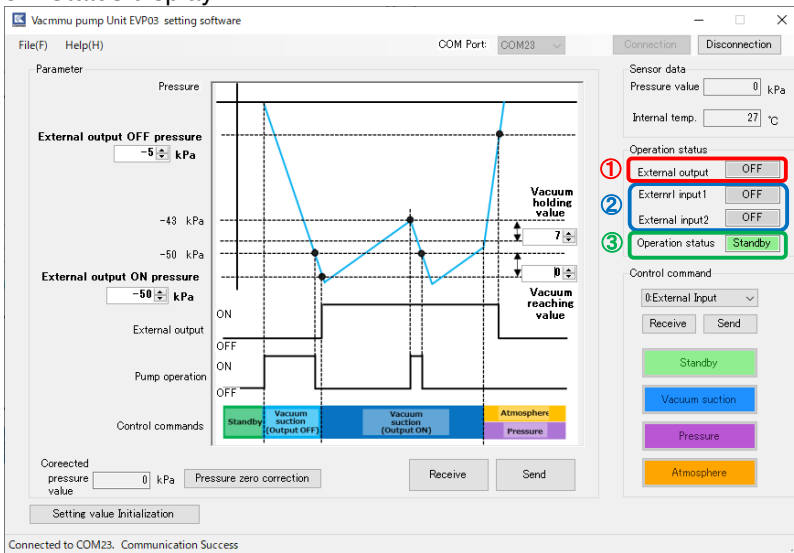 Vacmmu pump Unit EVP03 setting software
File(F) Help(H) COM Port: COM23 Connection Disconnection
Parameter
Pressure
External output OFF pressure
-5 kPa
-43 kPa
-50 kPa
External output ON pressure
-50 kPa
Vacuum
holding
value
7
0
Vacuum
reaching
value
External output
ON
OFF
Pump operation
ON
OFF
Control commands
Standby
Vacuum
suction
(Output OFF)
Vacuum
suction
(Output ON)
Atmosphere
Pressure
Coreected
pressure
value
0 kPa
Pressure zero correction
Receive
Send
Setting value Initialization
Sensor data
Pressure value 0 kPa
Internal temp. 27 ℃
Operation status
① External output OFF
② Externrl input1 OFF
External input2 OFF
③ Operation status Standby
Control command
0:External Input
Receive Send
Standby
Vacuum suction
Pressure
Atmosphere
Connected to COM23. Communication Success